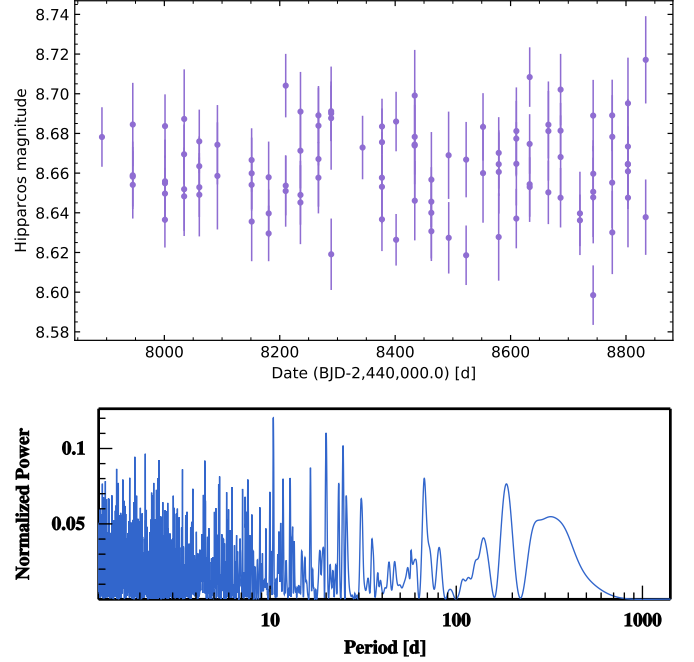 8.74
8.72
8.70
8.68
8.66
8.64
8.62
8.60
8.58
Hipparcos magnitude
8000 8200 8400 8600 8800
Date (BJD-2,440,000.0) [d]
0.1
0.05
Normalized Power
10 100 1000
Period [d]